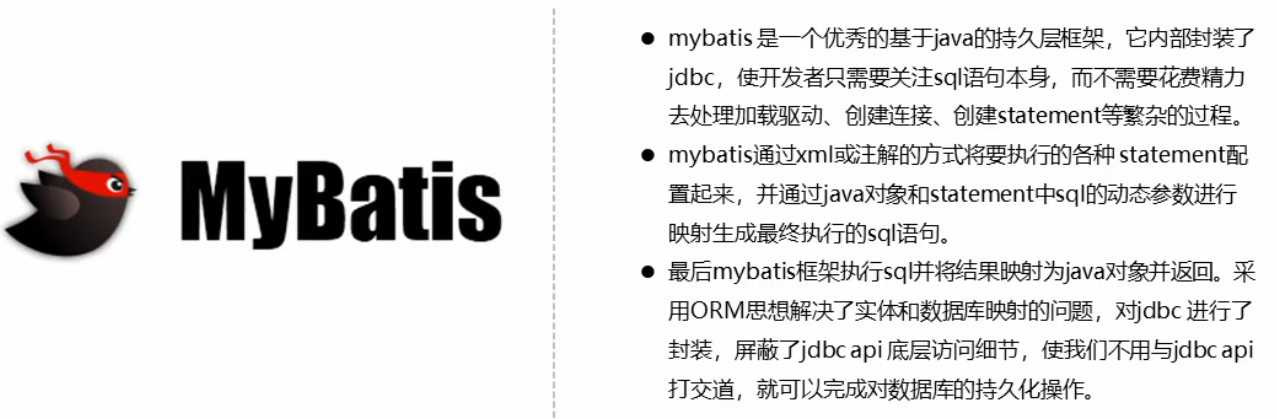 MyBatis
● mybatis 是一个优秀的基于java的持久层框架，它内部封装了
jdbc，使开发者只需要关注sql语句本身，而不需要花费精力
去处理加载驱动、创建连接、创建statement等繁杂的过程。
● mybatis通过xml或注解的方式将要执行的各种 statement配
置起来，并通过java对象和statement中sql的动态参数进行
映射生成最终执行的sql语句。
● 最后mybatis框架执行sql并将结果映射为java对象并返回。采
用ORM思想解决了实体和数据库映射的问题，对jdbc 进行了
封装，屏蔽了jdbc api 底层访问细节，使我们不用与jdbc api
打交道，就可以完成对数据库的持久化操作。